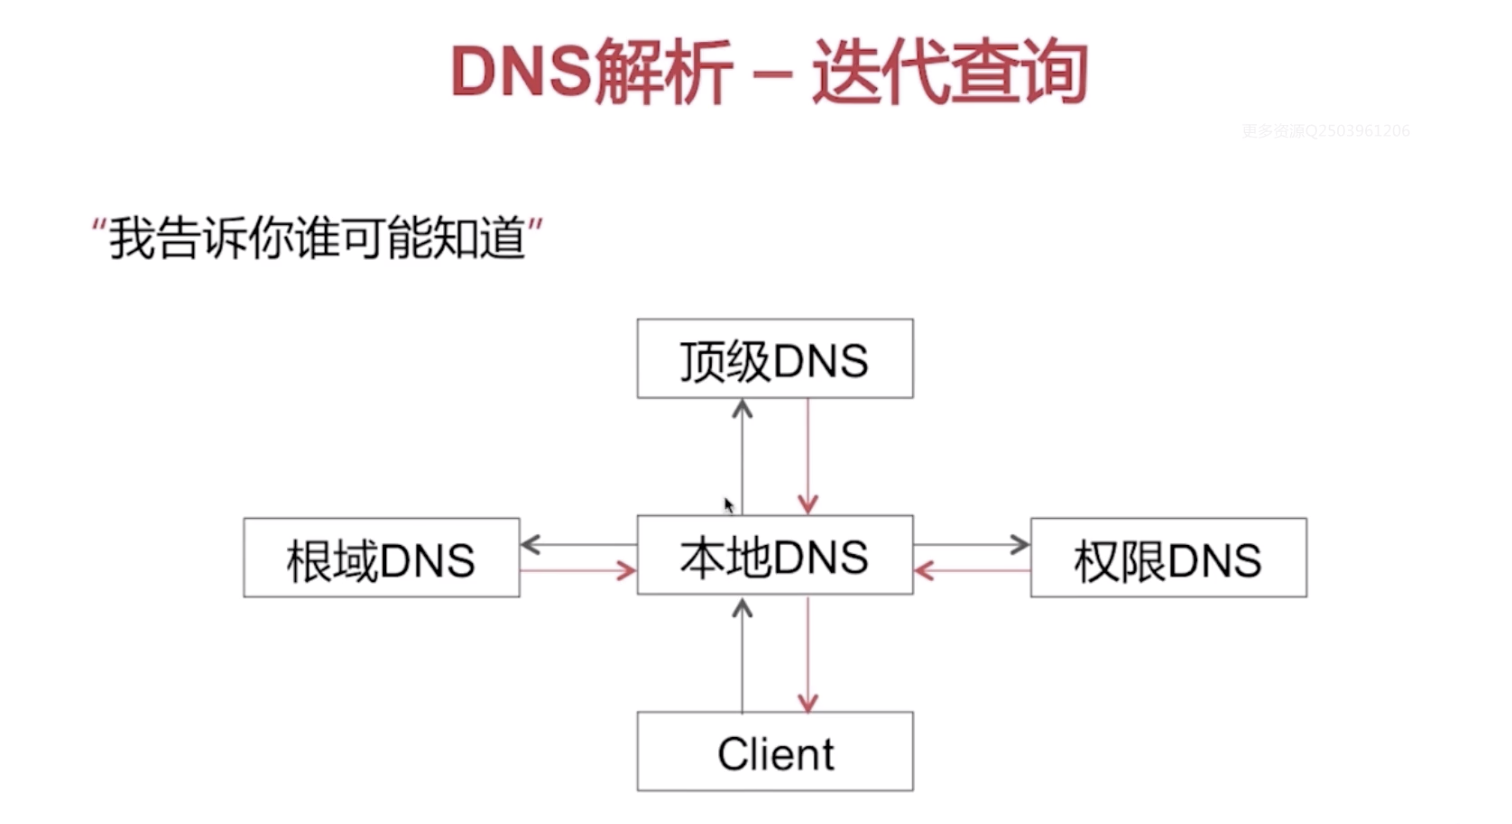 DNS解析 – 迭代查询
更多资源Q2503961206
“我告诉你谁可能知道”
顶级DNS
根域DNS
本地DNS
权限DNS
Client